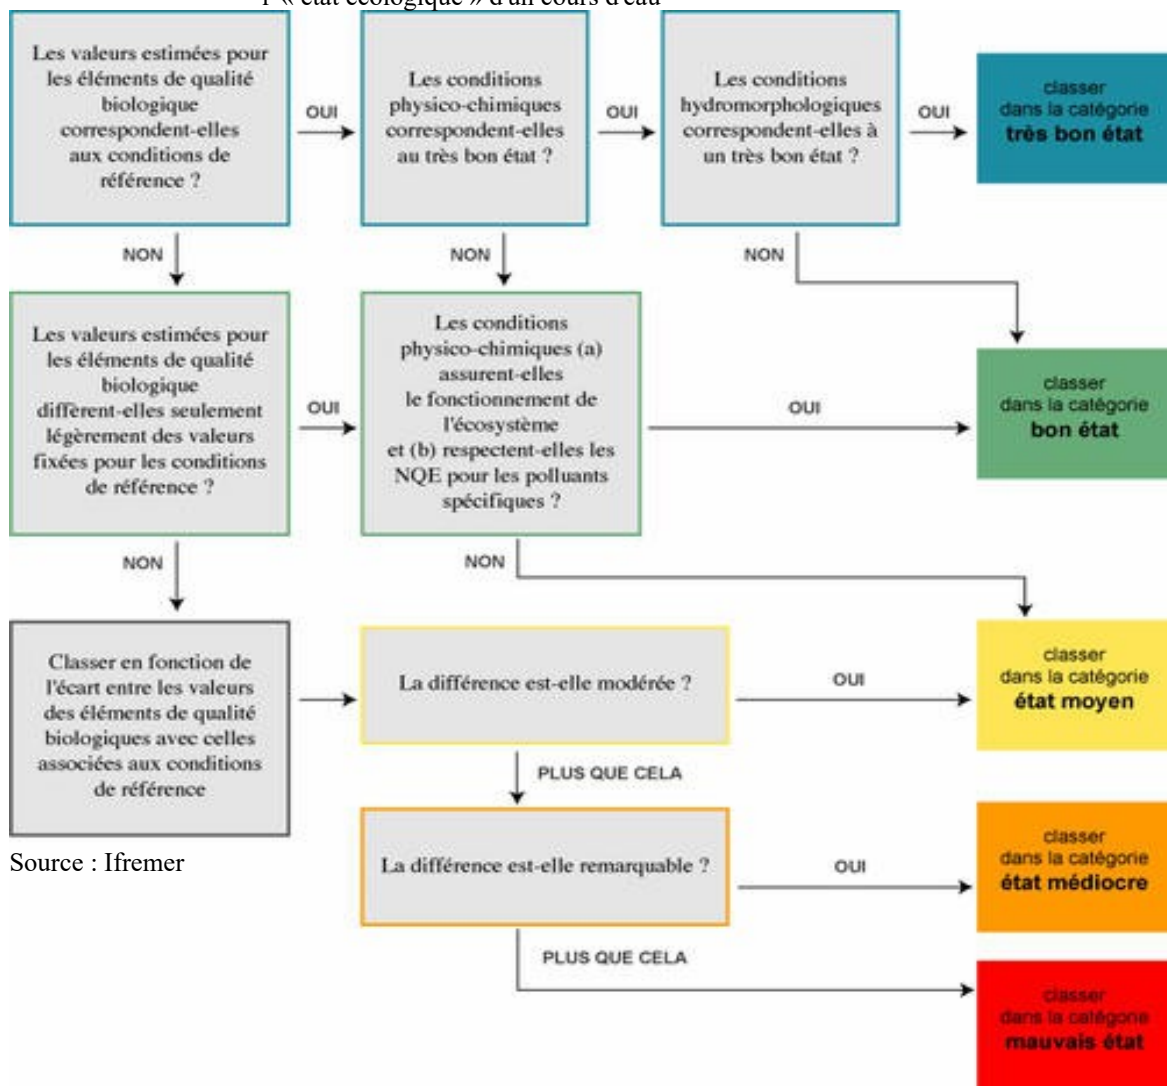 l' « état écologique » d'un cours d'eau
Les valeurs estimées pour
les éléments de qualité
biologique
correspondent-elles
aux conditions de
référence ?
OUI
Les conditions
physico-chimiques
correspondent-elles
au très bon état ?
OUI
Les conditions
hydromorphologiques
correspondent-elles à
un très bon état ?
OUI
classer
dans la catégorie
très bon état
NON
NON
NON
Les valeurs estimées pour
les éléments de qualité
biologique
diffèrent-elles seulement
légèrement des valeurs
fixées pour les conditions
de référence ?
OUI
Les conditions
physico-chimiques (a)
assurent-elles
le fonctionnement de
l'écosystème
et (b) respectent-elles les
NQE pour les polluants
spécifiques ?
OUI
classer
dans la catégorie
bon état
NON
NON
Classer en fonction de
l'écart entre les valeurs
des éléments de qualité
biologiques avec celles
associées aux conditions
de référence
La différence est-elle modérée ?
OUI
classer
dans la catégorie
état moyen
PLUS QUE CELA
La différence est-elle remarquable ?
OUI
classer
dans la catégorie
état médiocre
Source : Ifremer
PLUS QUE CELA
classer
dans la catégorie
mauvais état